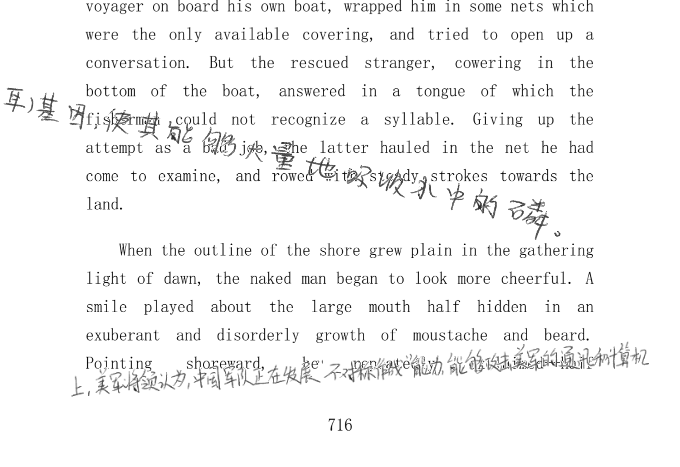 voyager on board his own boat, wrapped him in some nets which
were the only available covering, and tried to open up a
conversation. But the rescued stranger, cowering in the
bottom of the boat, answered in a tongue of which the
fisherman could not recognize a syllable. Giving up the
attempt as a bad job, the latter hauled in the net he had
come to examine, and rowed with steady strokes towards the
land.
基因,使其能够大量地吸收水中的磷。
When the outline of the shore grew plain in the gathering
light of dawn, the naked man began to look more cheerful. A
smile played about the large mouth half hidden in an
exuberant and disorderly growth of moustache and beard.
Pointing shoreward, he
上,美军将领认为,中国军队正在发展 不对称作战"能力,能够攻击美军的通讯和计算机
716